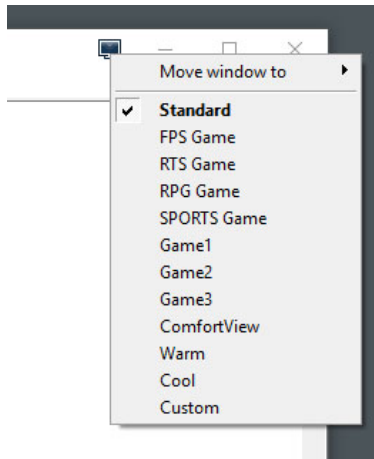 Move window to
Standard
FPS Game
RTS Game
RPG Game
SPORTS Game
Game1
Game2
Game3
ComfortView
Warm
Cool
Custom